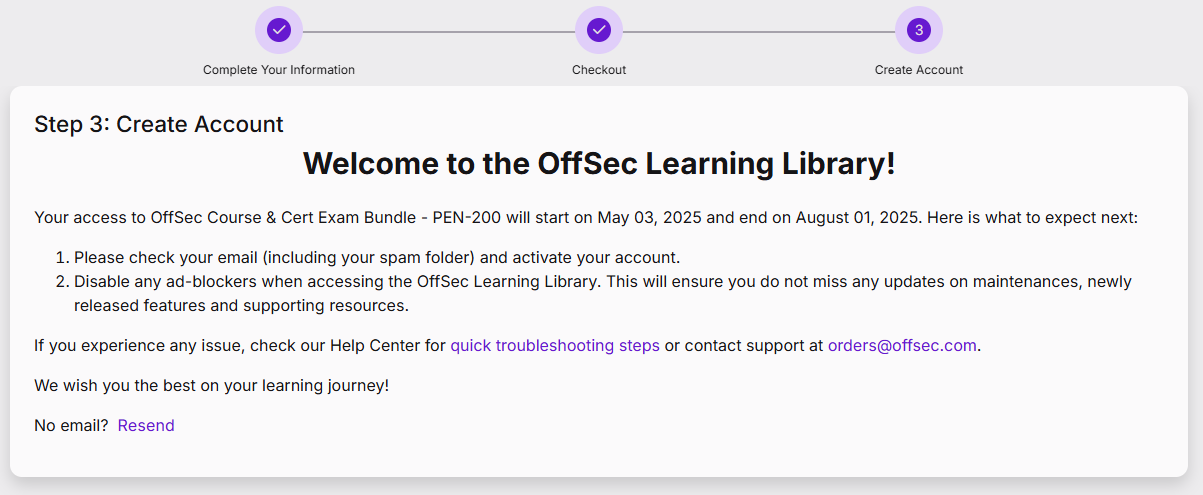 3
Complete Your Information
Checkout
Create Account
Step 3: Create Account
Welcome to the OffSec Learning Library!
Your access to OffSec Course & Cert Exam Bundle - PEN-200 will start on May 03, 2025 and end on August 01, 2025. Here is what to expect next:
1. Please check your email (including your spam folder) and activate your account.
2. Disable any ad-blockers when accessing the OffSec Learning Library. This will ensure you do not miss any updates on maintenances, newly
released features and supporting resources.
If you experience any issue, check our Help Center for quick troubleshooting steps or contact support at orders@offsec.com.
We wish you the best on your learning journey!
No email? Resend